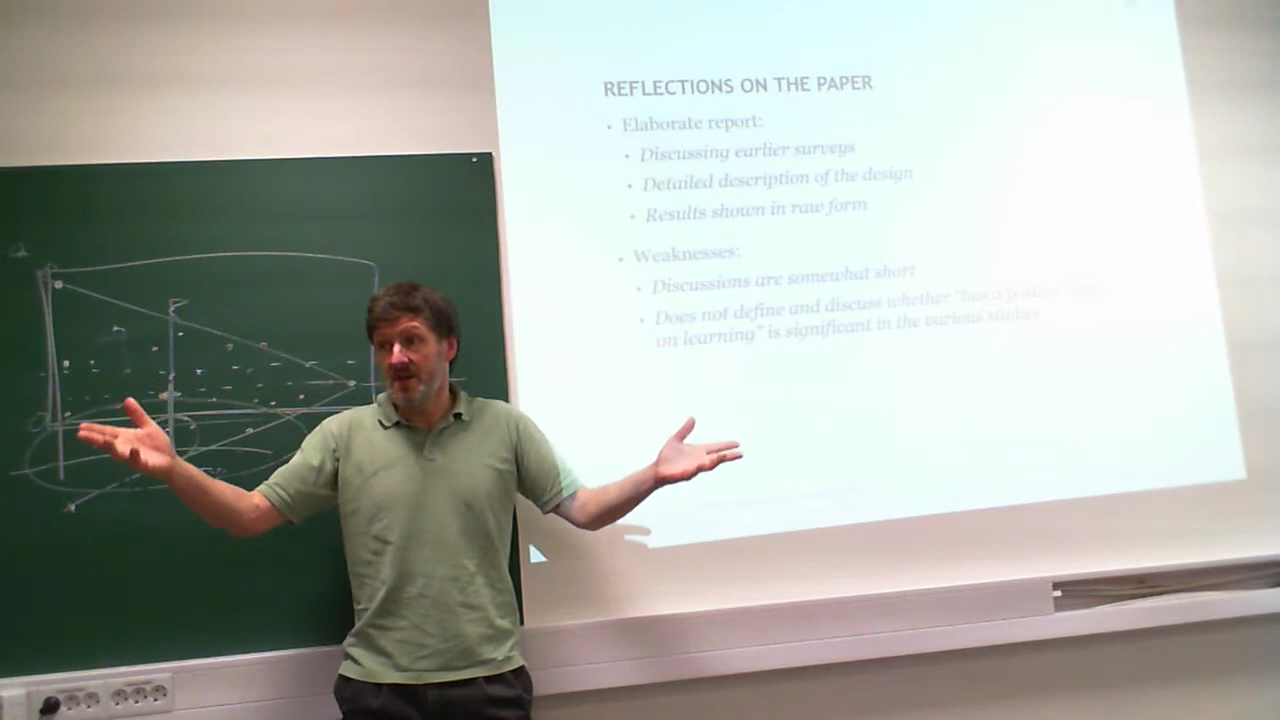 REFLECTIONS ON THE PAPER
• Elaborate report:
• Discussing earlier surveys
• Detailed description of the design
• Results shown in raw form
• Weaknesses:
• Discussions are somewhat short
• Does not define and discuss whether "has a
on learning" is significant in the various studies